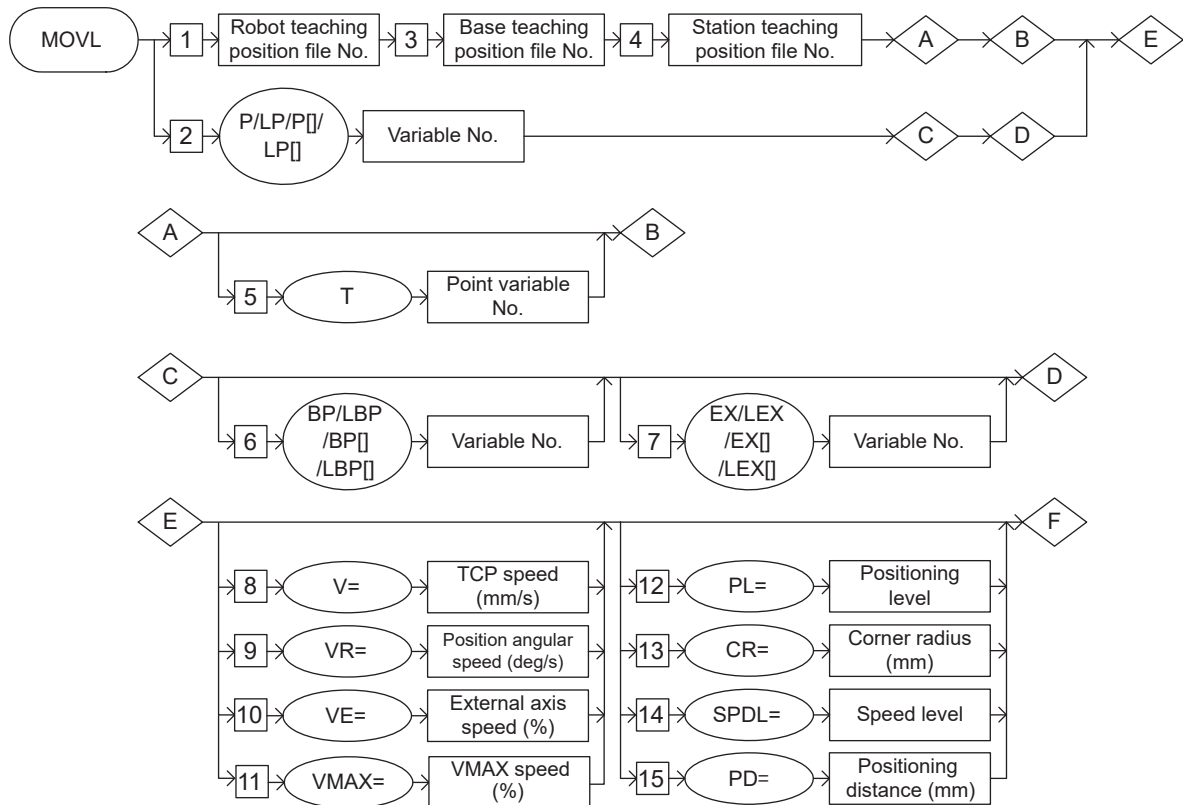 MOVL
1
Robot teaching
position file No.
3
Base teaching
position file No.
4
Station teaching
position file No.
A
B
E
2
P/LP/P[]/
LP[]
Variable No.
C
D
A
B
5
T
Point variable
No.
C
D
6
BP/LBP
/BP[]
/LBP[]
Variable No.
7
EX/LEX
/EX[]
/LEX[]
Variable No.
E
F
8
V=
TCP speed
(mm/s)
12
PL=
Positioning
level
9
VR=
Position angular
speed (deg/s)
13
CR=
Corner radius
(mm)
10
VE=
External axis
speed (%)
14
SPDL=
Speed level
11
VMAX=
VMAX speed
(%)
15
PD=
Positioning
distance (mm)